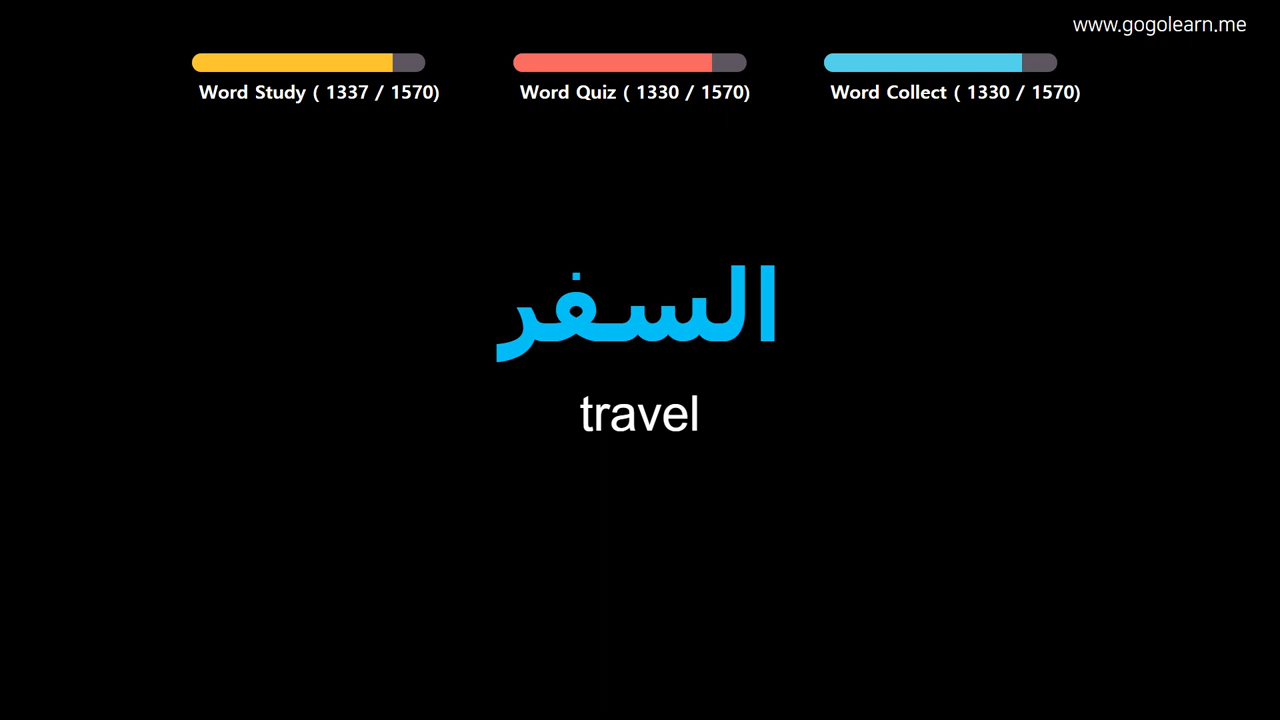 www.gogolearn.me
Word Study ( 1337 / 1570)
Word Quiz ( 1330 / 1570)
Word Collect ( 1330 / 1570)
السفر
travel